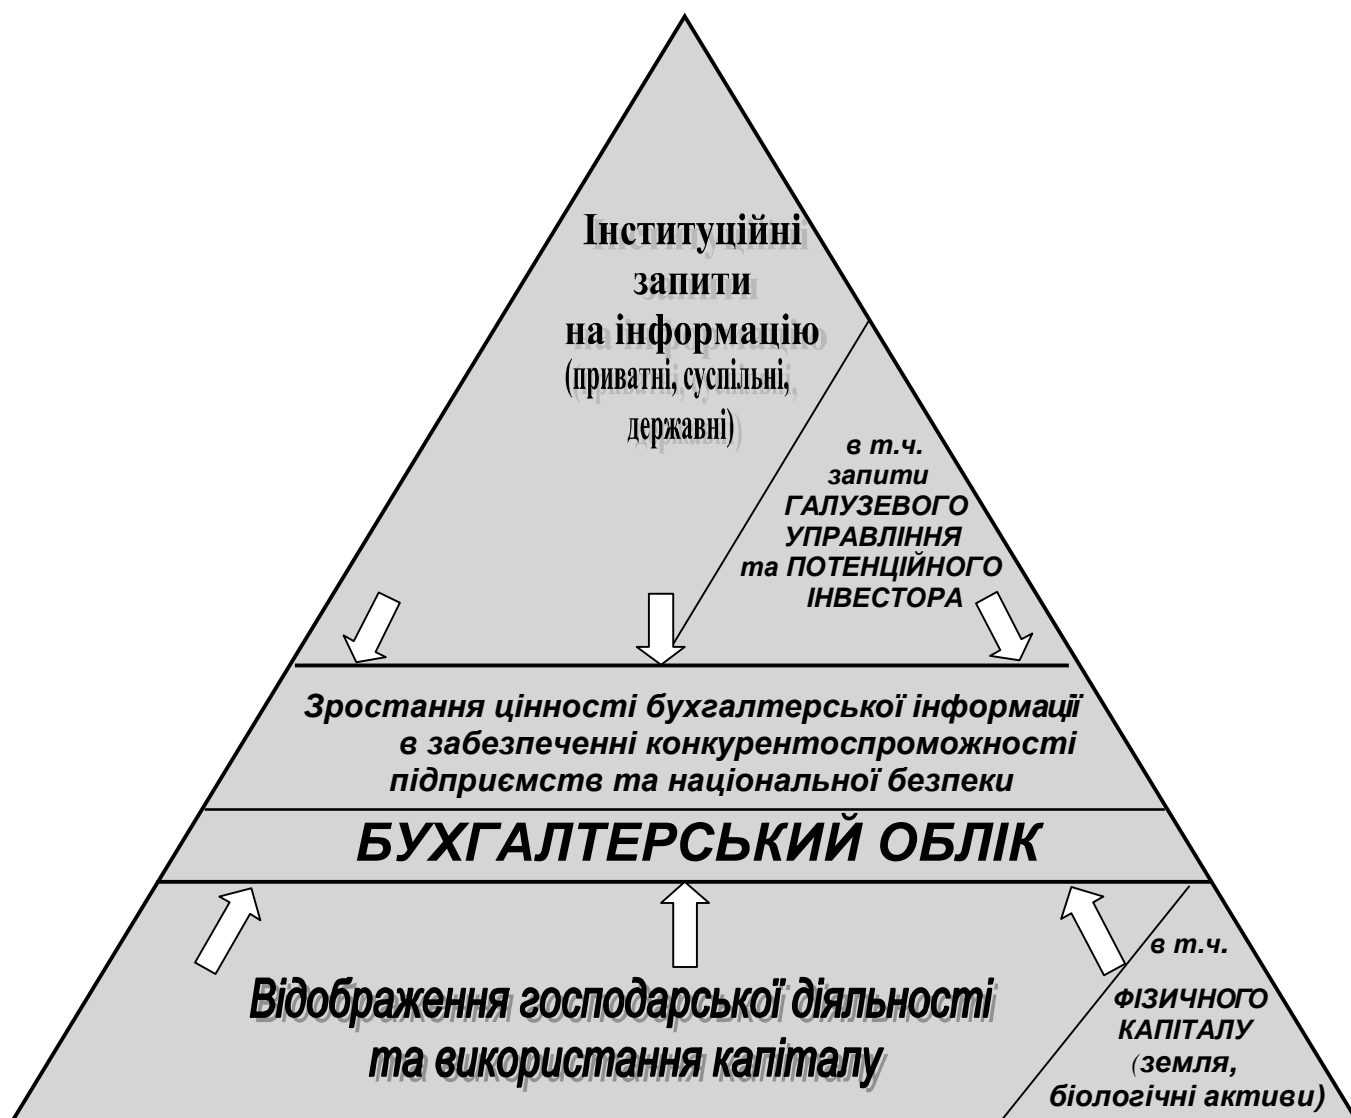 Інституційні
запити
на інформацію
(приватні, суспільні,
державні)
в т.ч.
запити
ГАЛУЗЕВОГО
УПРАВЛІННЯ
та ПОТЕНЦІЙНОГО
ІНВЕСТОРА
Зростання цінності бухгалтерської інформації
в забезпеченні конкурентоспроможності
підприємств та національної безпеки
БУХГАЛТЕРСЬКИЙ ОБЛІК
Відображення господарської діяльності
та використання капіталу
в т.ч.
ФІЗИЧНОГО
КАПІТАЛУ
(земля,
біологічні активи)